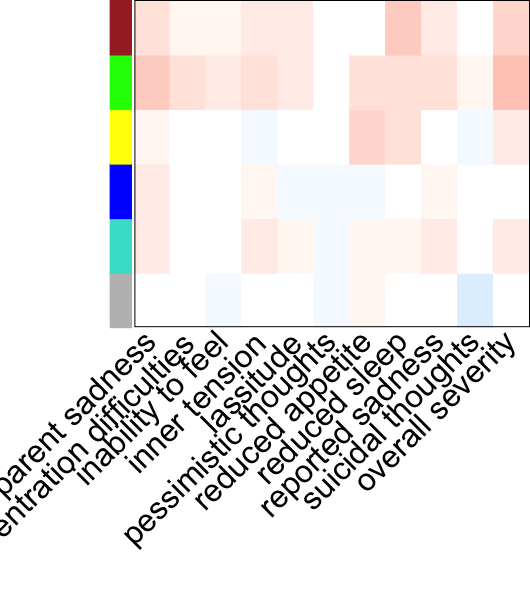 parent sadness
entration difficulties
inability to feel
inner tension
lassitude
pessimistic thoughts
reduced appetite
reduced sleep
reported sadness
suicidal thoughts
overall severity